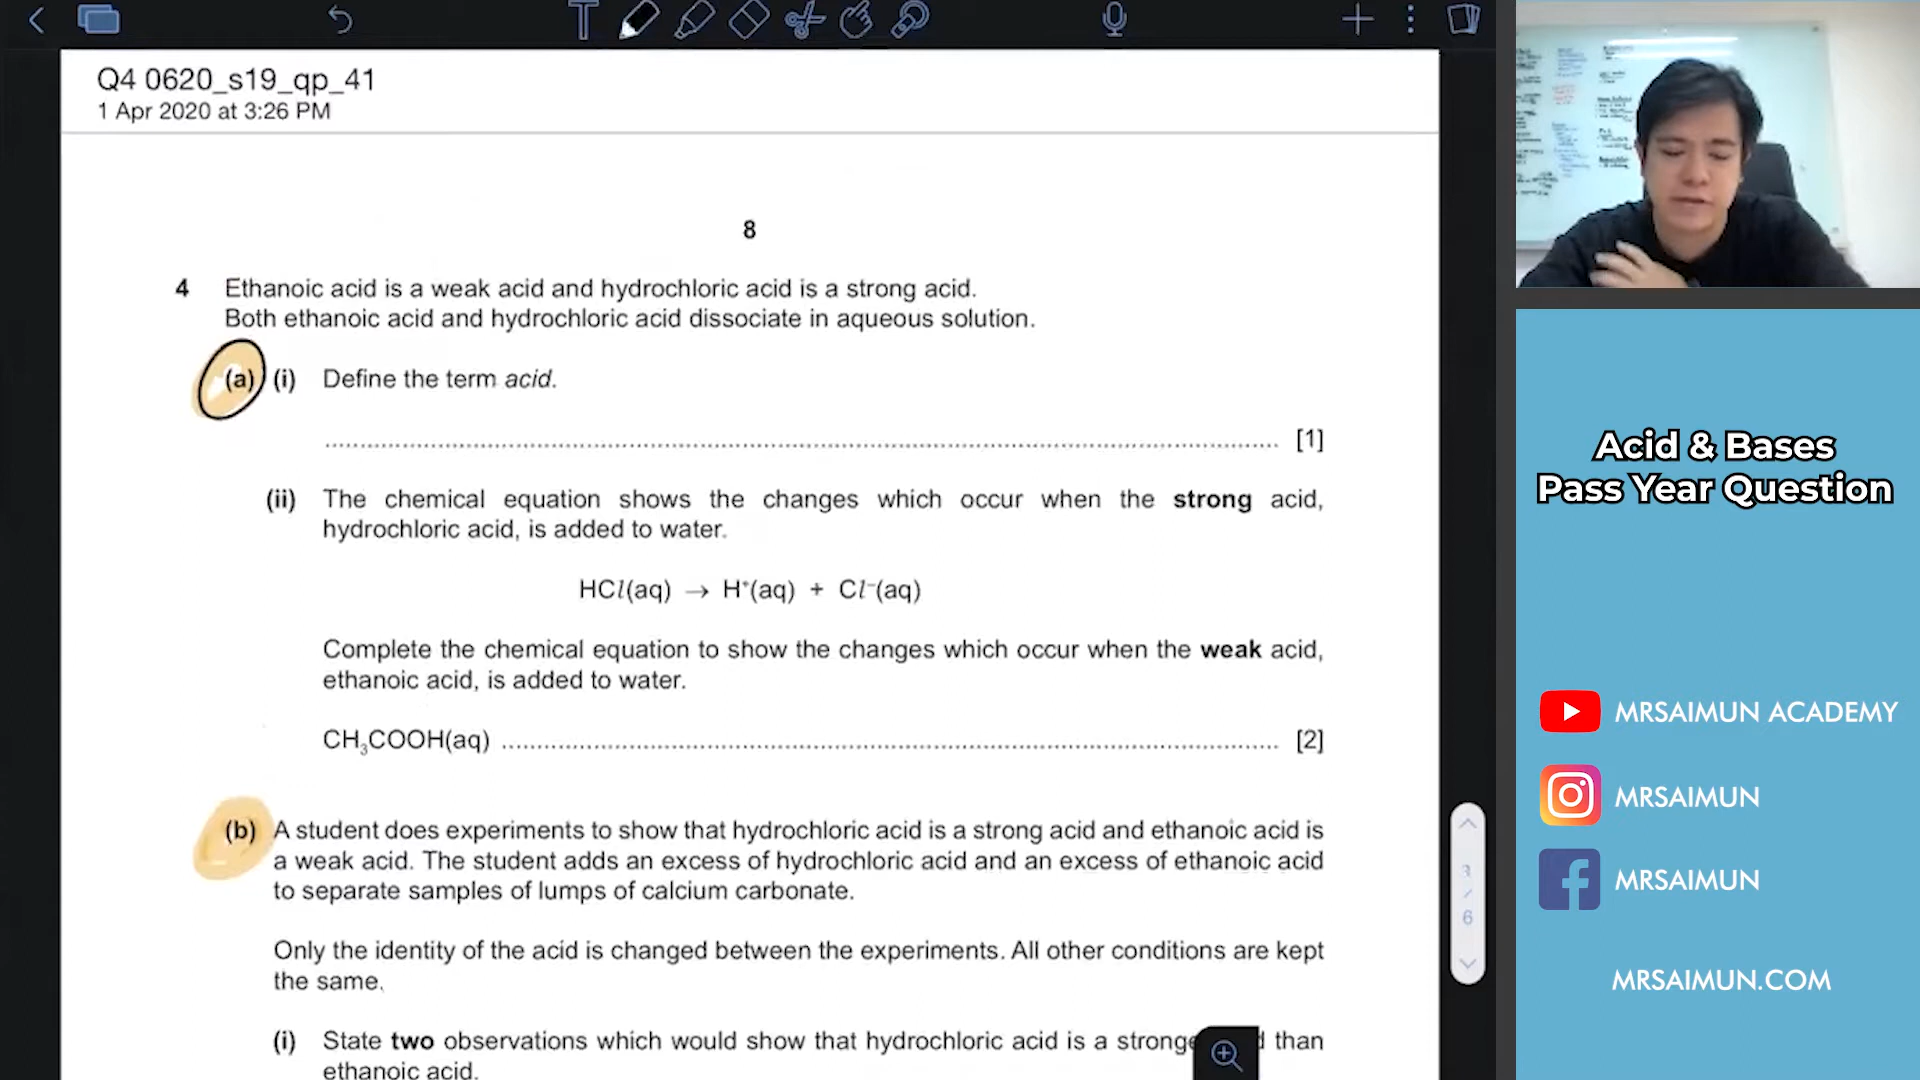 Q4 0620_s19_qp_41
1 Apr 2020 at 3:26 PM
8
4 Ethanoic acid is a weak acid and hydrochloric acid is a strong acid.
Both ethanoic acid and hydrochloric acid dissociate in aqueous solution.
(a) (i) Define the term acid.
[1]
(ii) The chemical equation shows the changes which occur when the strong acid,
hydrochloric acid, is added to water.
HCl(aq) → H⁺(aq) + Cl⁻(aq)
Complete the chemical equation to show the changes which occur when the weak acid,
ethanoic acid, is added to water.
CH₃COOH(aq) [2]
(b) A student does experiments to show that hydrochloric acid is a strong acid and ethanoic acid is
a weak acid. The student adds an excess of hydrochloric acid and an excess of ethanoic acid
to separate samples of lumps of calcium carbonate.
Only the identity of the acid is changed between the experiments. All other conditions are kept
the same.
(i) State two observations which would show that hydrochloric acid is a than
ethanoic acid.
3
/
6
Acid & Bases
Pass Year Question
MRSAIMUN ACADEMY
MRSAIMUN
MRSAIMUN
MRSAIMUN.COM